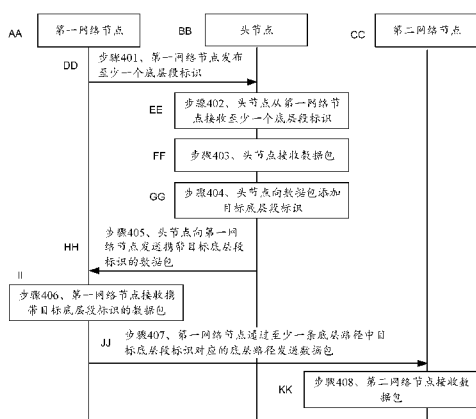 AA
第一网络节点
BB
头节点
CC
第二网络节点
DD
步骤401、第一网络节点发布
至少一个底层段标识
EE
步骤402、头节点从第一网络节
点接收至少一个底层段标识
FF
步骤403、头节点接收数据包
GG
步骤404、头节点向数据包添加
目标底层段标识
HH
步骤405、头节点向第一网
络节点发送携带目标底层段
标识的数据包
II
步骤406、第一网络节点接收携
带目标底层段标识的数据包
JJ
步骤407、第一网络节点通过至少一条底层路径中目
标底层段标识对应的底层路径发送数据包
KK
步骤408、第二网络节点接收数
据包